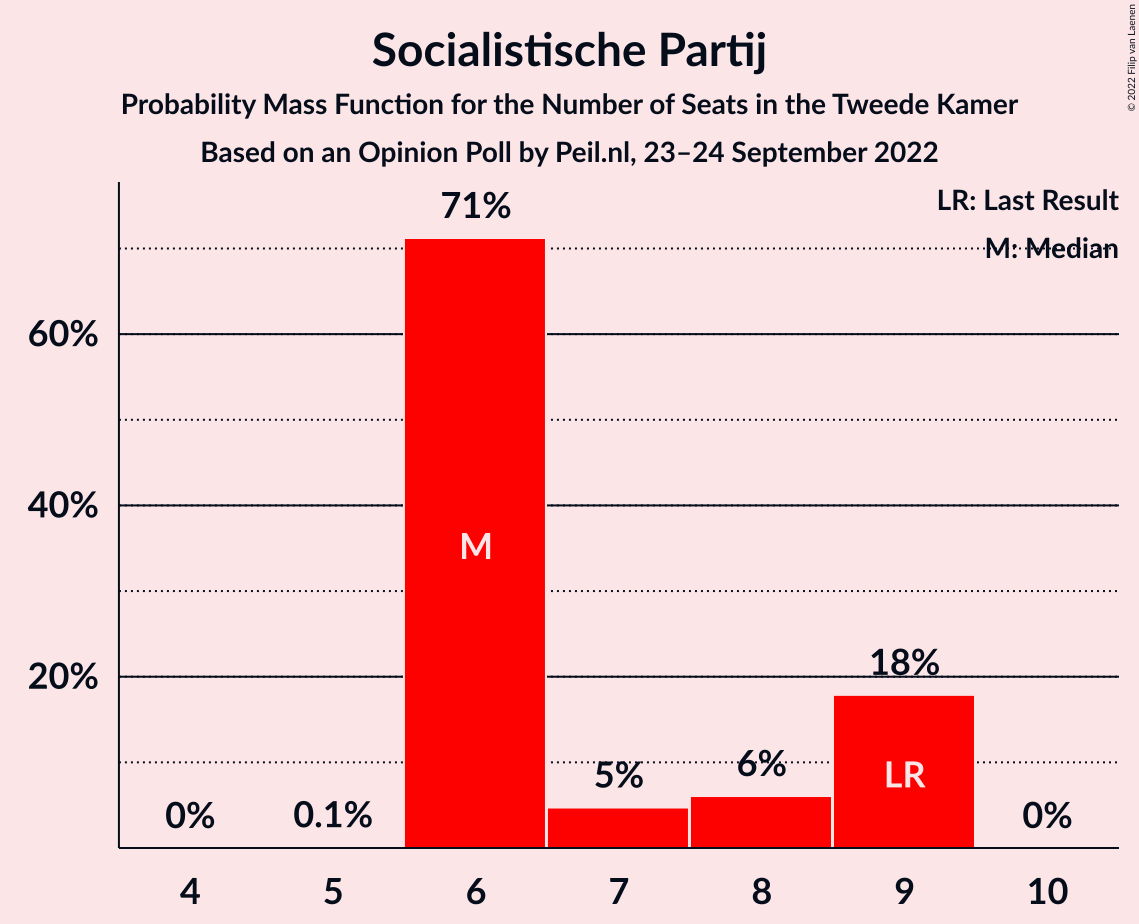 Socialistische Partij
Probability Mass Function for the Number of Seats in the Tweede Kamer
Based on an Opinion Poll by Peil.nl, 23–24 September 2022
© 2022 Filip van Laenen
LR: Last Result
M: Median
60%
40%
20%
0%
0.1%
71%
5%
6%
18%
0%
M
LR
4
5
6
7
8
9
10